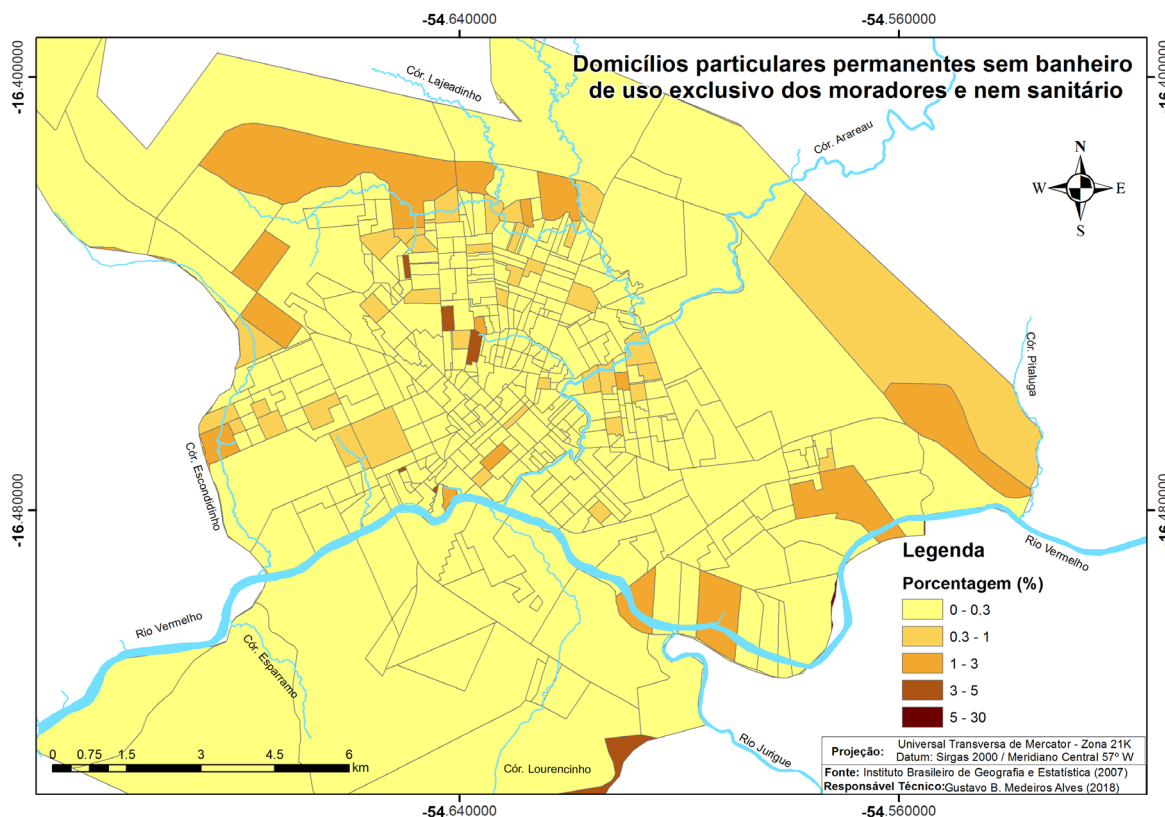 -54.640000
-54.560000
-16.440000
-16.440000
Domicílios particulares permanentes sem banheiro
de uso exclusivo dos moradores e nem sanitário
Cór. Lajeadinho
Cór. Arareau
N
W
E
S
Cór. Pitaluga
Cór. Escondidinho
-16.480000
-16.480000
Rio Vermelho
Legenda
Porcentagem (%)
0 - 0.3
0.3 - 1
1 - 3
3 - 5
5 - 30
Rio Vermelho
Cór. Esparramo
Rio Jurigue
Cór. Lourencinho
0 0.75 1.5 3 4.5 6
km
Projeção: Universal Transversa de Mercator - Zona 21K
Datum: Sirgas 2000 / Meridiano Central 57º W
Fonte: Instituto Brasileiro de Geografia e Estatística (2007)
Responsável Técnico:Gustavo B. Medeiros Alves (2018)
-54.640000
-54.560000